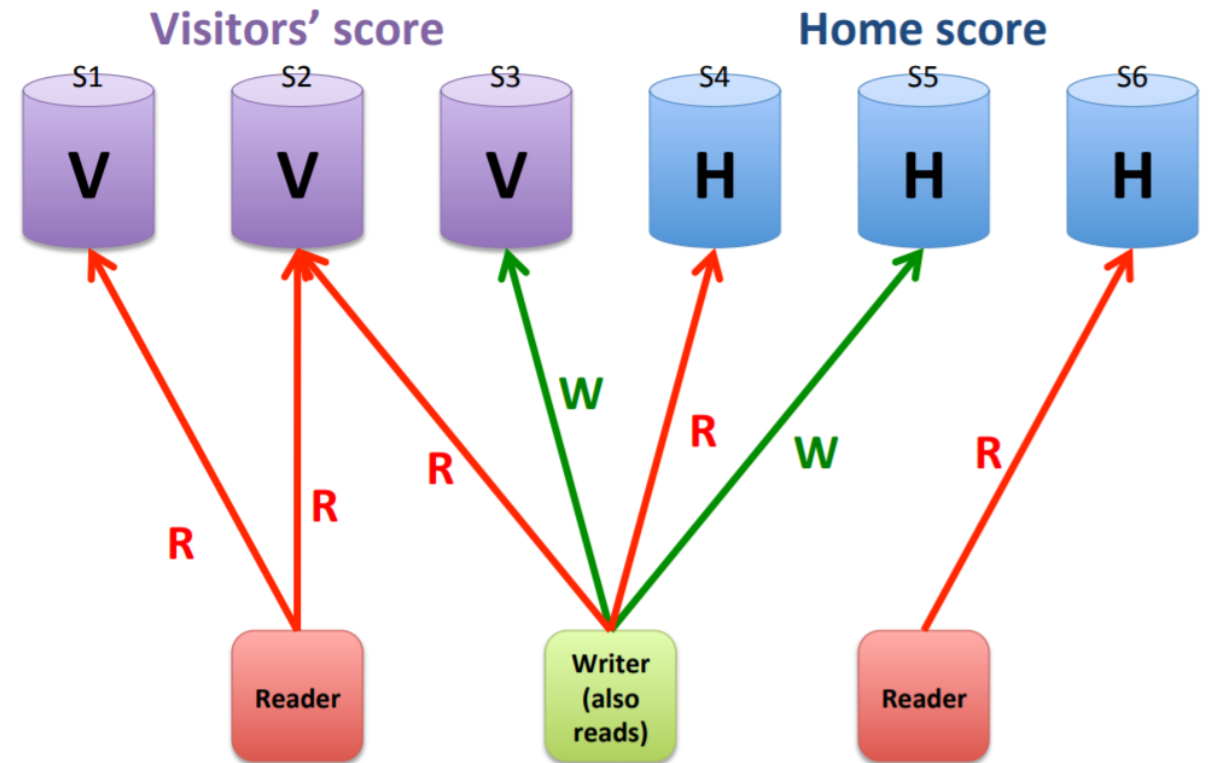 Visitors’ score
Home score
S1
S2
S3
S4
S5
S6
V
V
V
H
H
H
W
R
W
R
R
R
R
Reader
Writer
(also
reads)
Reader